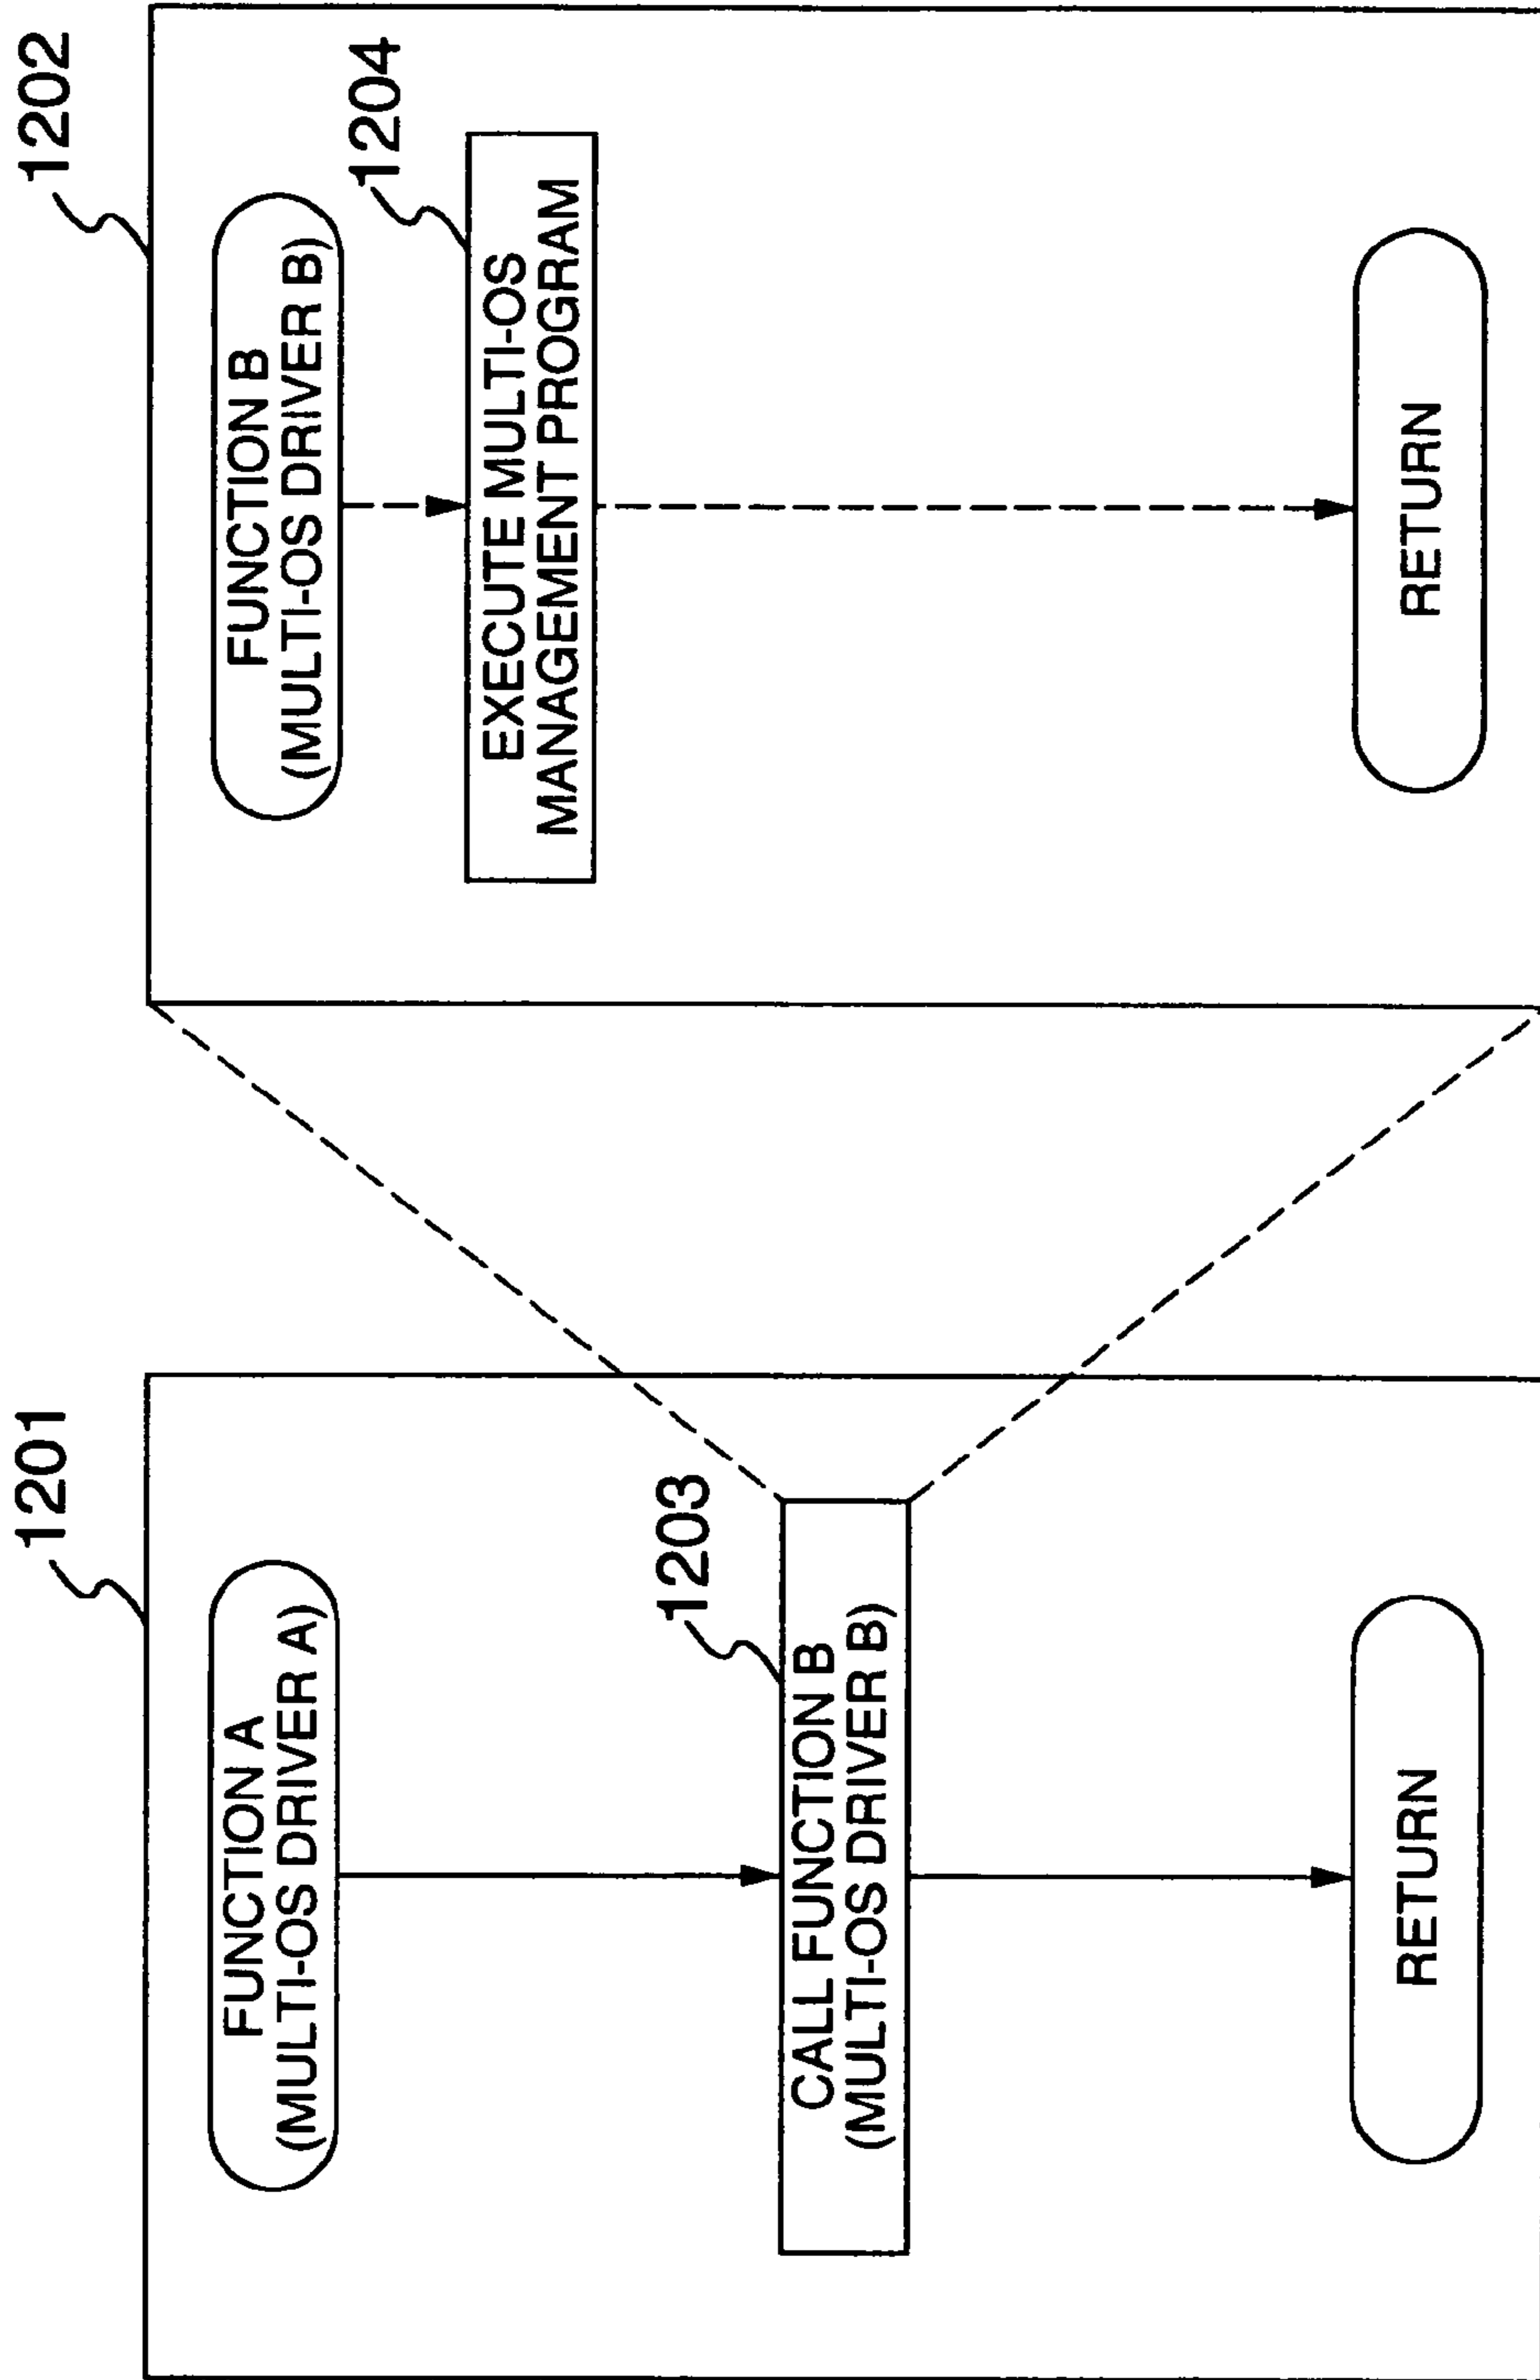 1201
FUNCTION A
(MULTI-OS DRIVER A)
1203
CALL FUNCTION B
(MULTI-OS DRIVER B)
RETURN
1202
FUNCTION B
(MULTI-OS DRIVER B)
1204
EXECUTE MULTI-OS
MANAGEMENT PROGRAM
RETURN